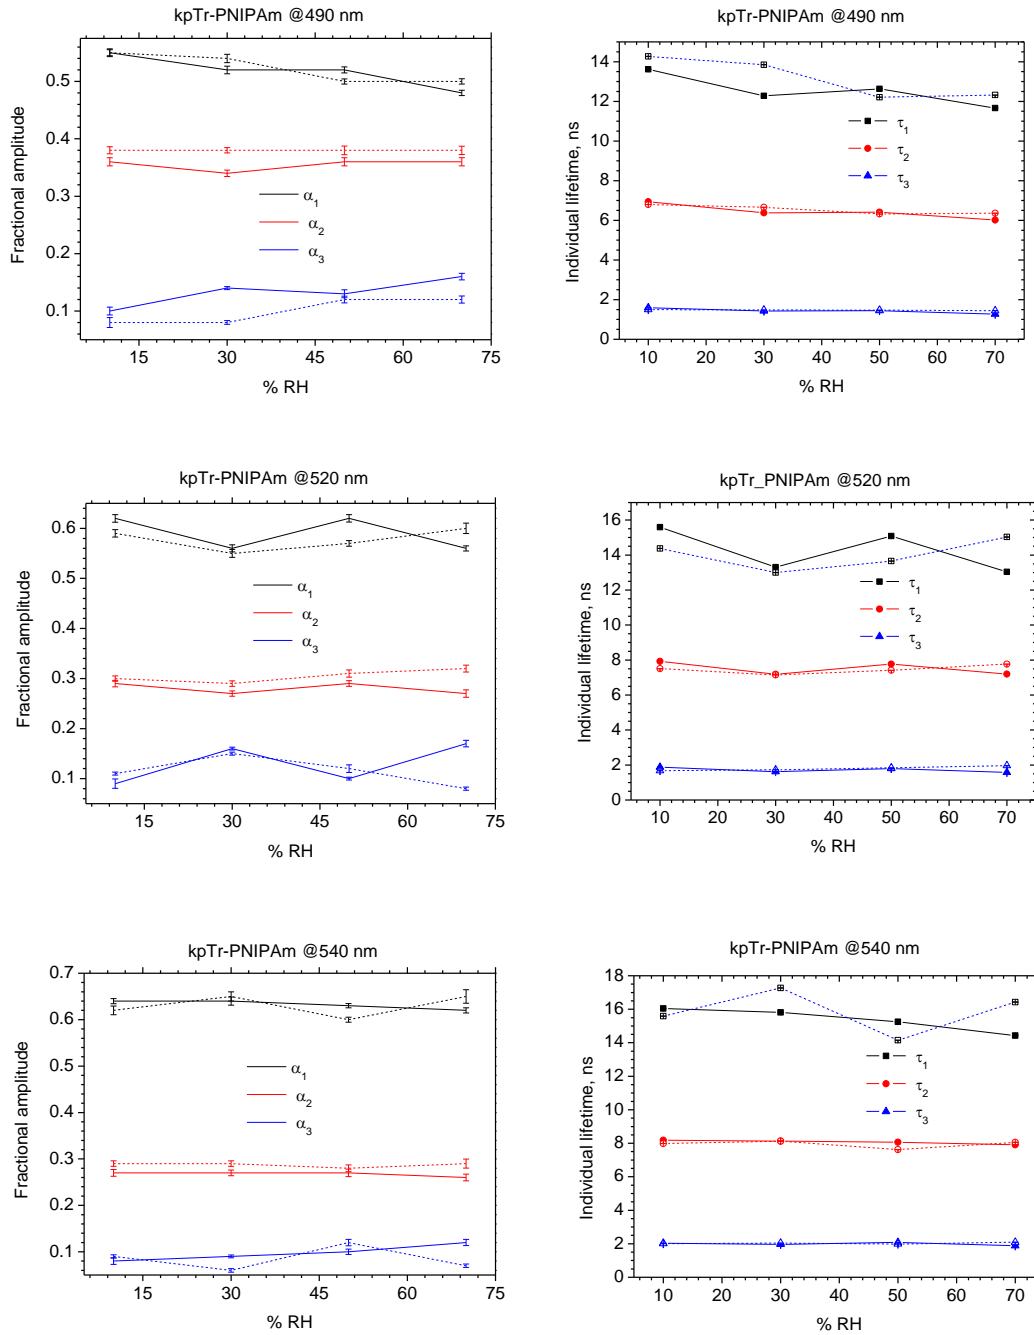 kpTr-PNIPAm @490 nm
0.5
0.4
0.3
0.2
0.1
Fractional amplitude
α1
α2
α3
15 30 45 60 75
% RH
kpTr-PNIPAm @490 nm
14
12
10
8
6
4
2
0
Individual lifetime, ns
τ1
τ2
τ3
10 20 30 40 50 60 70
% RH
kpTr-PNIPAm @520 nm
0.6
0.5
0.4
0.3
0.2
0.1
Fractional amplitude
α1
α2
α3
15 30 45 60 75
% RH
kpTr_PNIPAm @520 nm
16
14
12
10
8
6
4
2
0
Individual lifetime, ns
τ1
τ2
τ3
10 20 30 40 50 60 70
% RH
kpTr-PNIPAm @540 nm
0.7
0.6
0.5
0.4
0.3
0.2
0.1
Fractional amplitude
α1
α2
α3
15 30 45 60 75
% RH
kpTr-PNIPAm @540 nm
18
16
14
12
10
8
6
4
2
0
Individual lifetime, ns
τ1
τ2
τ3
10 20 30 40 50 60 70
% RH